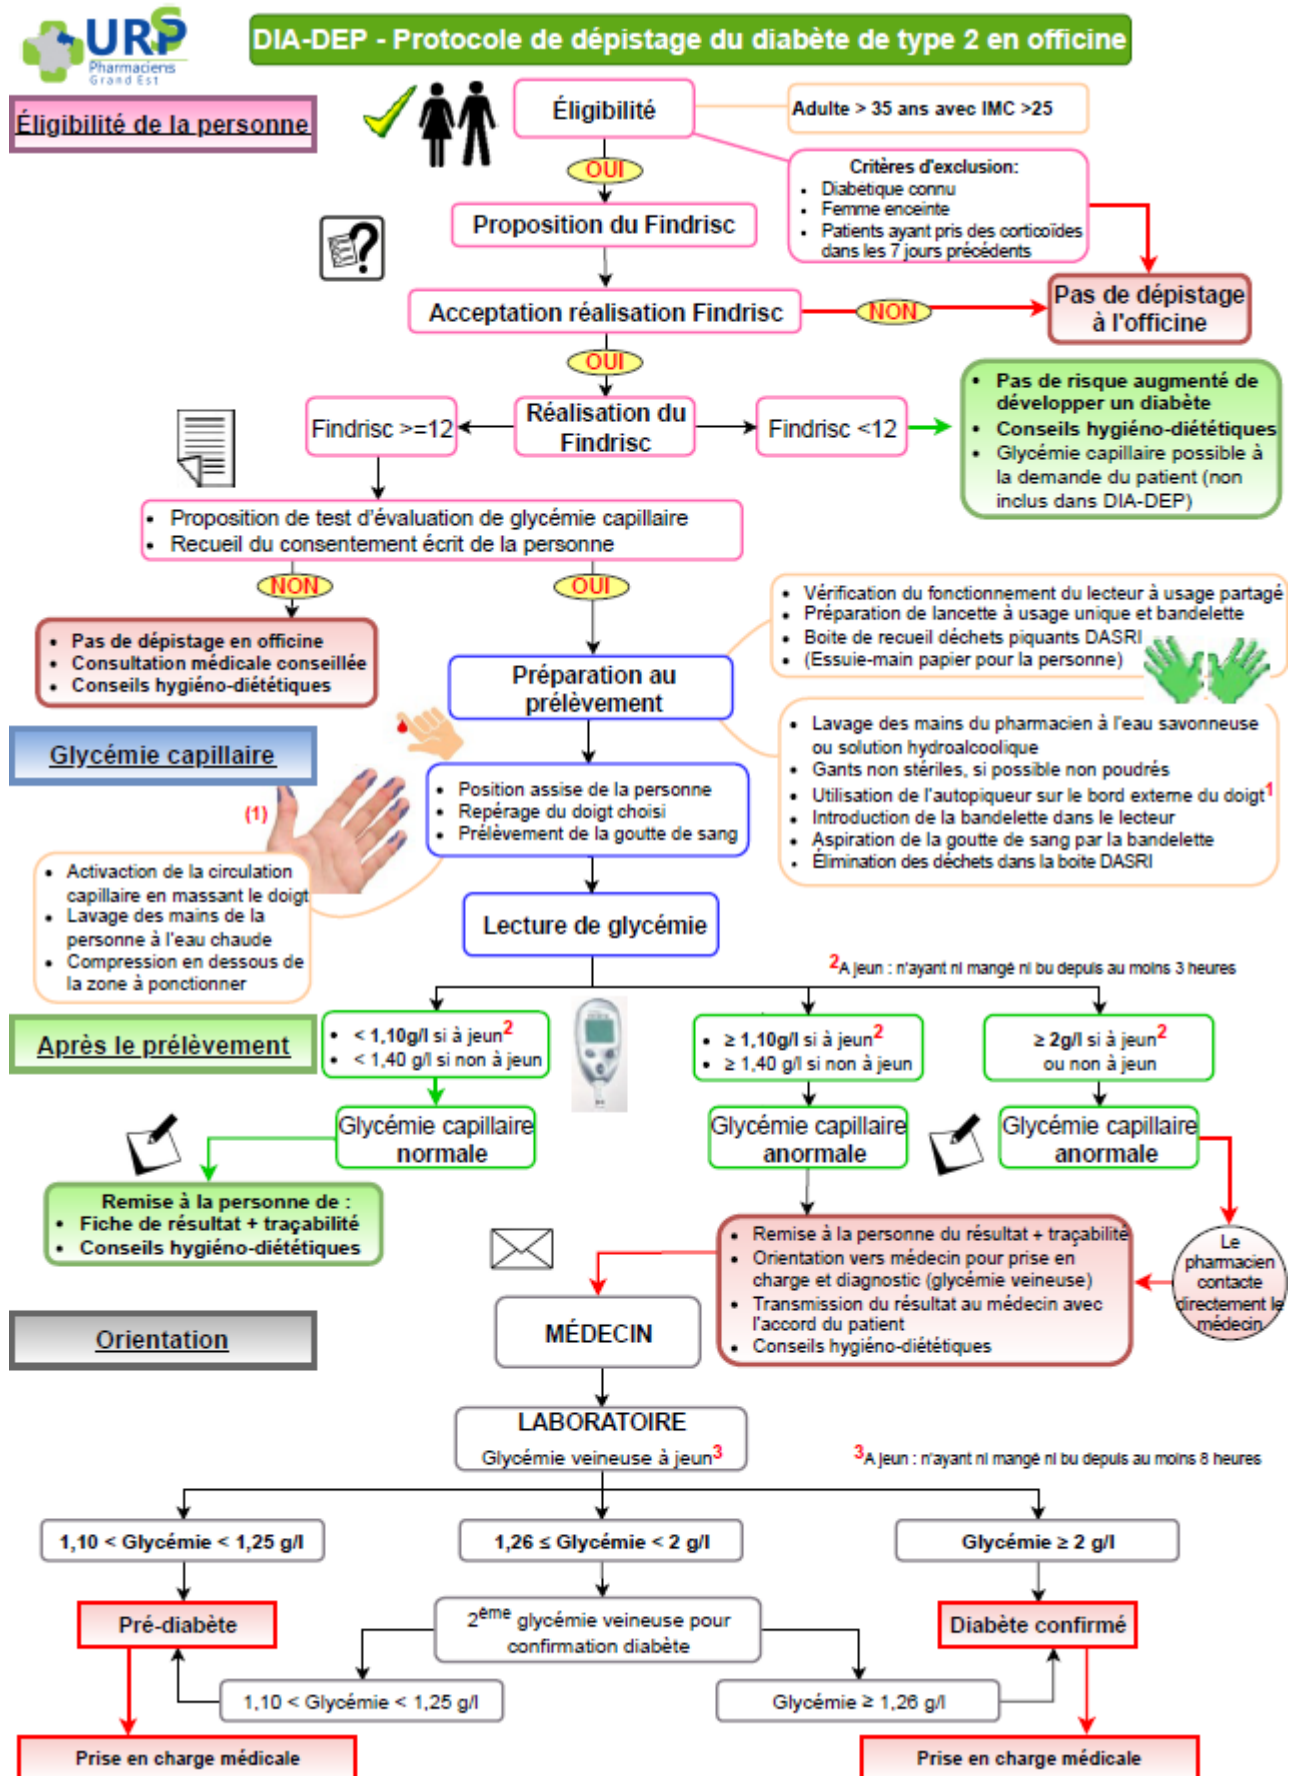 URPS
Pharmaciens
Grand Est
DIA-DEP - Protocole de dépistage du diabète de type 2 en officine
Éligibilité de la personne
Éligibilité
Adulte > 35 ans avec IMC >25
OUI
Critères d'exclusion:
• Diabétique connu
• Femme enceinte
• Patients ayant pris des corticoïdes
dans les 7 jours précédents
Proposition du Findrisc
Acceptation réalisation Findrisc
NON
Pas de dépistage
à l'officine
OUI
Findrisc >=12
Réalisation du
Findrisc
Findrisc <12
• Pas de risque augmenté de
développer un diabète
• Conseils hygiéno-diététiques
• Glycémie capillaire possible à
la demande du patient (non
inclus dans DIA-DEP)
• Proposition de test d'évaluation de glycémie capillaire
• Recueil du consentement écrit de la personne
NON
OUI
• Pas de dépistage en officine
• Consultation médicale conseillée
• Conseils hygiéno-diététiques
• Vérification du fonctionnement du lecteur à usage partagé
• Préparation de lancette à usage unique et bandelette
• Boite de recueil déchets piquants DASRI
• (Essuie-main papier pour la personne)
Préparation au
prélèvement
Glycémie capillaire
• Lavage des mains du pharmacien à l'eau savonneuse
ou solution hydroalcoolique
• Gants non stériles, si possible non poudrés
• Utilisation de l'autopiqueur sur le bord externe du doigt1
• Introduction de la bandelette dans le lecteur
• Aspiration de la goutte de sang par la bandelette
• Élimination des déchets dans la boite DASRI
• Position assise de la personne
• Repérage du doigt choisi
• Prélèvement de la goutte de sang
(1)
• Activaction de la circulation
capillaire en massant le doigt
• Lavage des mains de la
personne à l'eau chaude
• Compression en dessous de
la zone à ponctionner
Lecture de glycémie
2A jeun : n'ayant ni mangé ni bu depuis au moins 3 heures
Après le prélèvement
• < 1,10g/l si à jeun2
• < 1,40 g/l si non à jeun
• ≥ 1,10g/l si à jeun2
• ≥ 1,40 g/l si non à jeun
≥ 2g/l si à jeun2
ou non à jeun
Glycémie capillaire
normale
Glycémie capillaire
anormale
Glycémie capillaire
anormale
Remise à la personne de :
• Fiche de résultat + traçabilité
• Conseils hygiéno-diététiques
• Remise à la personne du résultat + traçabilité
• Orientation vers médecin pour prise en
charge et diagnostic (glycémie veineuse)
• Transmission du résultat au médecin avec
l'accord du patient
• Conseils hygiéno-diététiques
Le
pharmacien
contacte
directement le
médecin
Orientation
MÉDECIN
LABORATOIRE
Glycémie veineuse à jeun3
3A jeun : n'ayant ni mangé ni bu depuis au moins 8 heures
1,10 < Glycémie < 1,25 g/l
1,26 ≤ Glycémie < 2 g/l
Glycémie ≥ 2 g/l
Pré-diabète
2ème glycémie veineuse pour
confirmation diabète
Diabète confirmé
1,10 < Glycémie < 1,25 g/l
Glycémie ≥ 1,26 g/l
Prise en charge médicale
Prise en charge médicale